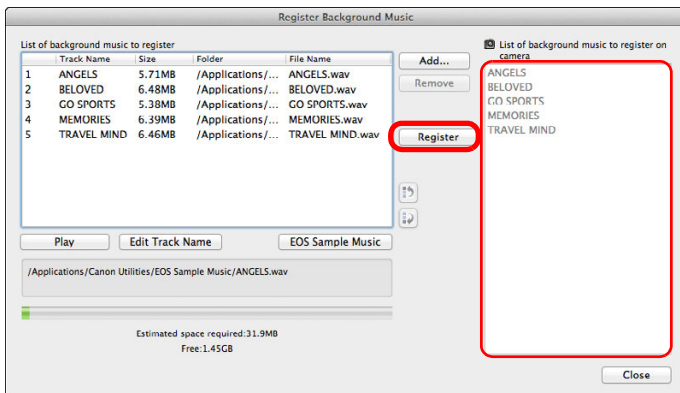 Register Background Music
List of background music to register
Track Name Size Folder File Name
1 ANGELS 5.71MB /Applications/... ANGELS.wav
2 BELOVED 6.48MB /Applications/... BELOVED.wav
3 GO SPORTS 5.38MB /Applications/... GO SPORTS.wav
4 MEMORIES 6.39MB /Applications/... MEMORIES.wav
5 TRAVEL MIND 6.46MB /Applications/... TRAVEL MIND.wav
Add...
Remove
Register
Play Edit Track Name EOS Sample Music
/Applications/Canon Utilities/EOS Sample Music/ANGELS.wav
Estimated space required:31.9MB
Free:1.45GB
List of background music to register on
camera
ANGELS
BELOVED
GO SPORTS
MEMORIES
TRAVEL MIND
Close